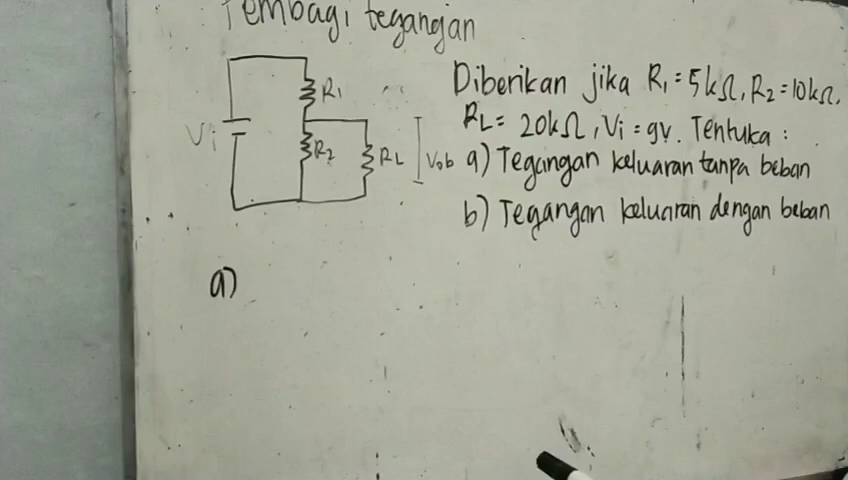 Pembagi tegangan
Diberikan jika R₁ = 5kΩ, R₂ = 10kΩ,
RL = 20kΩ, Vi = 9v. Tentuka :
a) Tegangan keluaran tanpa beban
b) Tegangan keluaran dengan beban
Vi
R₁
R₂
RL
Vob
a)